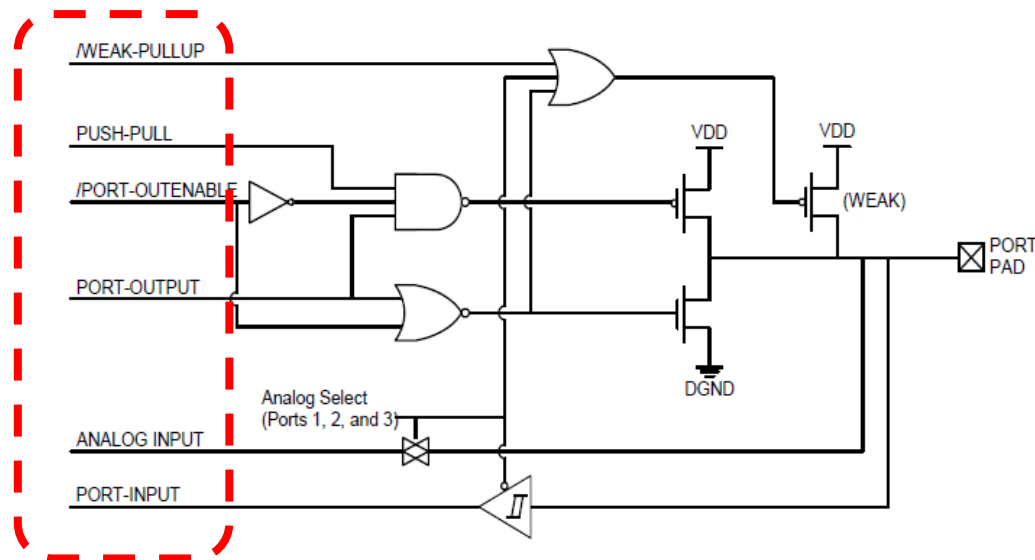 /WEAK-PULLUP
PUSH-PULL
VDD
VDD
/PORT-OUTENABLE
(WEAK)
PORT
PAD
PORT-OUTPUT
DGND
Analog Select
(Ports 1, 2, and 3)
ANALOG INPUT
PORT-INPUT